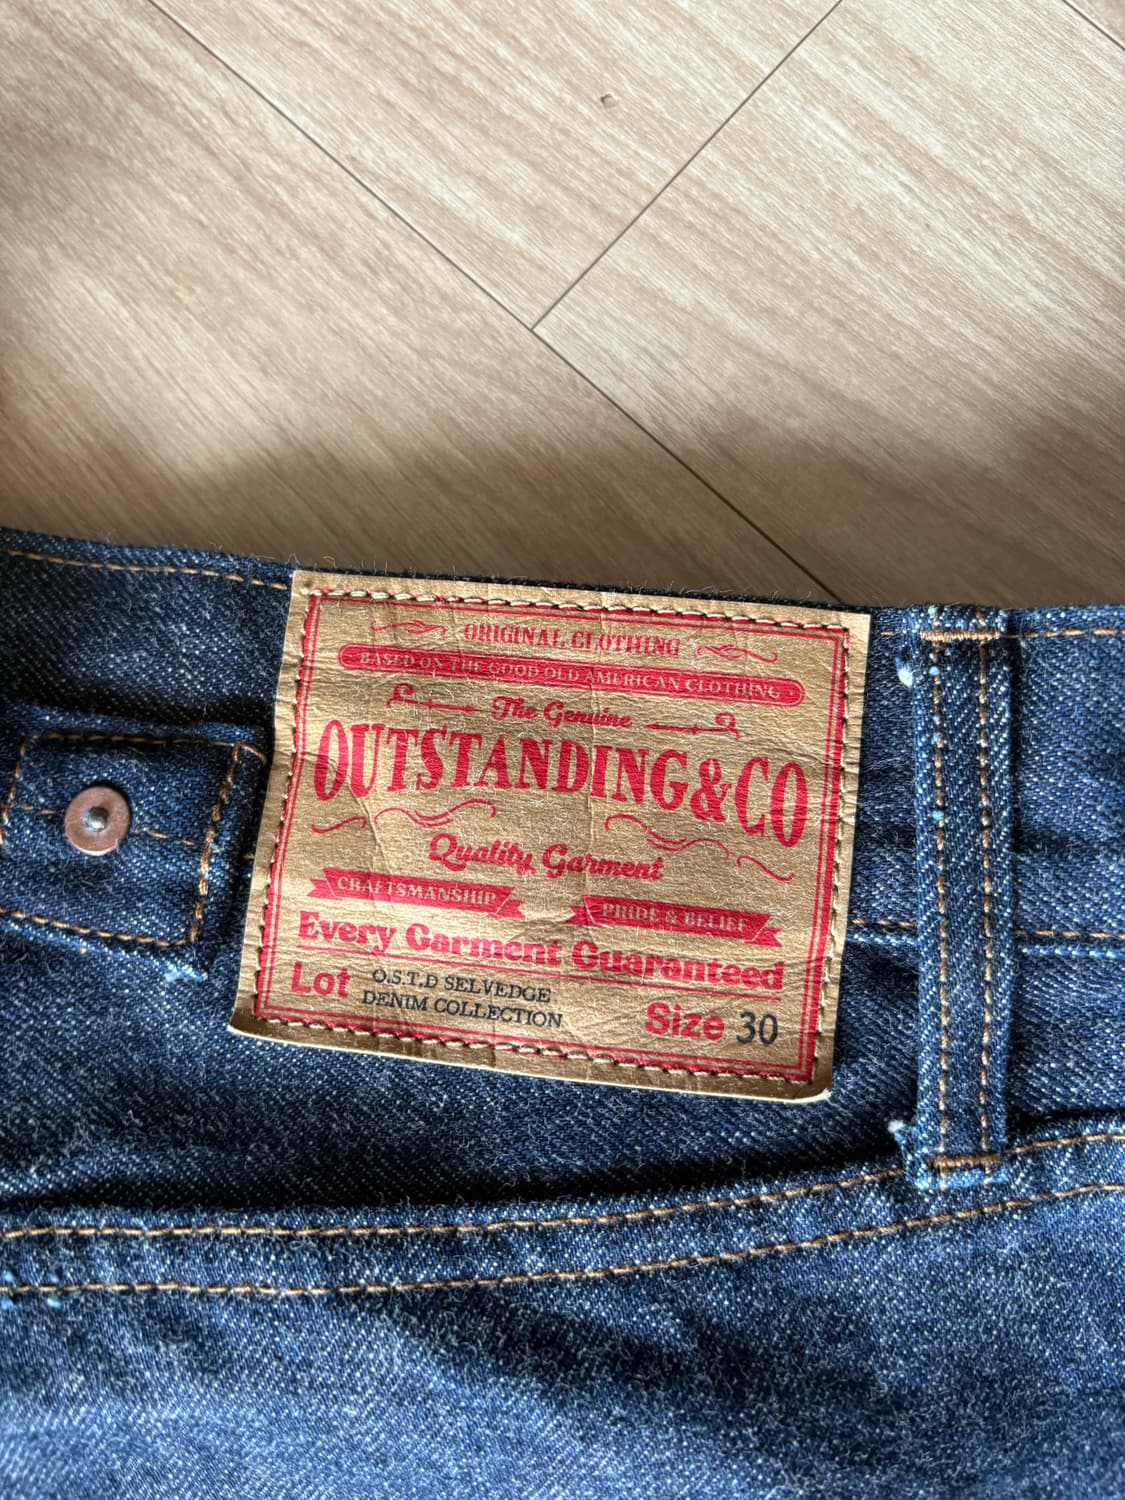 ORIGINAL CLOTHING
BASED ON THE GOOD OLD AMERICAN CLOTHING
The Genuine
OUTSTANDING&CO
Quality Garment
CRAFTSMANSHIP
PRIDE & BELIEF
Every Garment Guaranteed
Lot O.S.T.D SELVEDGE
DENIM COLLECTION
Size 30